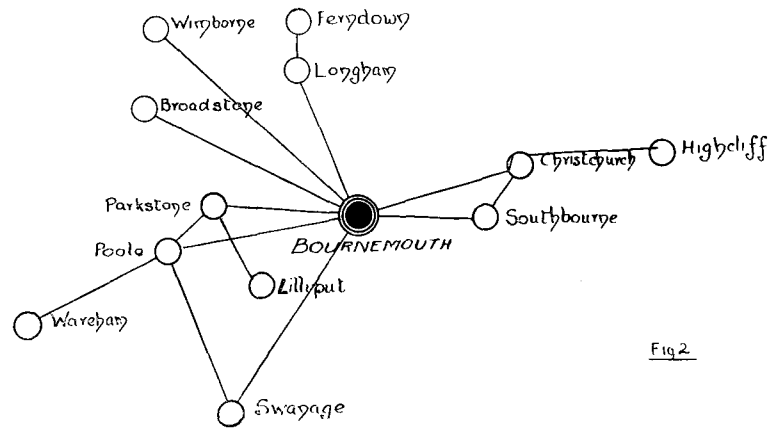 Wimborne
Ferndown
Longham
Broadstone
Christchurch
Highcliff
Parkstone
Southbourne
Poole
BOURNEMOUTH
Lilliput
Wareham
Fig 2
Swanage